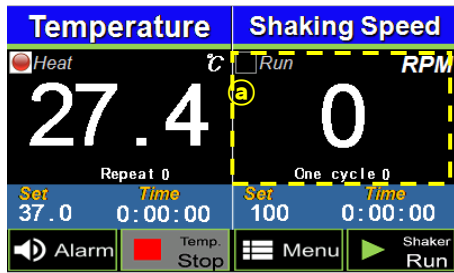 Temperature
Heat
℃
27.4
Repeat 0
Set
Time
37.0
0:00:00
Alarm
Temp.
Stop
Shaking Speed
Run
RPM
ⓐ
0
One cycle 0
Set
Time
100
0:00:00
Menu
Shaker
Run